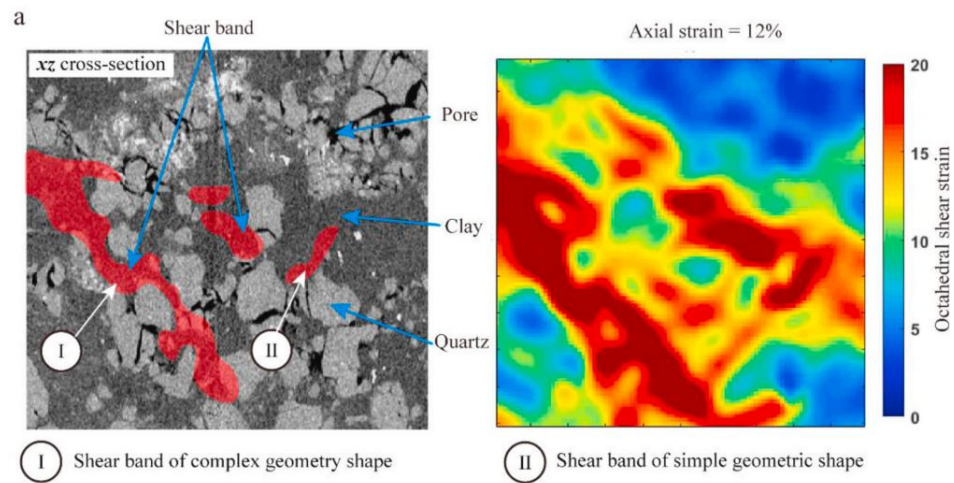 a
Shear band
Axial strain = 12%
xz cross-section
Pore
Clay
Quartz
I
II
20
15
10
5
0
Octahedral shear strain
I Shear band of complex geometry shape
II Shear band of simple geometric shape